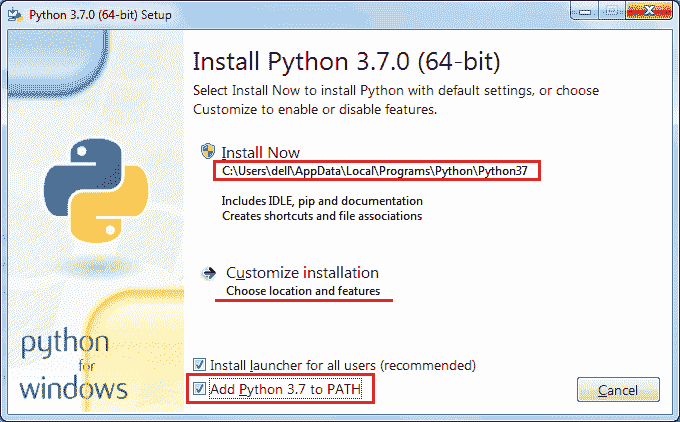 Python 3.7.0 (64-bit) Setup
Install Python 3.7.0 (64-bit)
Select Install Now to install Python with default settings, or choose
Customize to enable or disable features.
Install Now
C:\Users\dell\AppData\Local\Programs\Python\Python37
Includes IDLE, pip and documentation
Creates shortcuts and file associations
Customize installation
Choose location and features
python
for
windows
Install launcher for all users (recommended)
Add Python 3.7 to PATH
Cancel